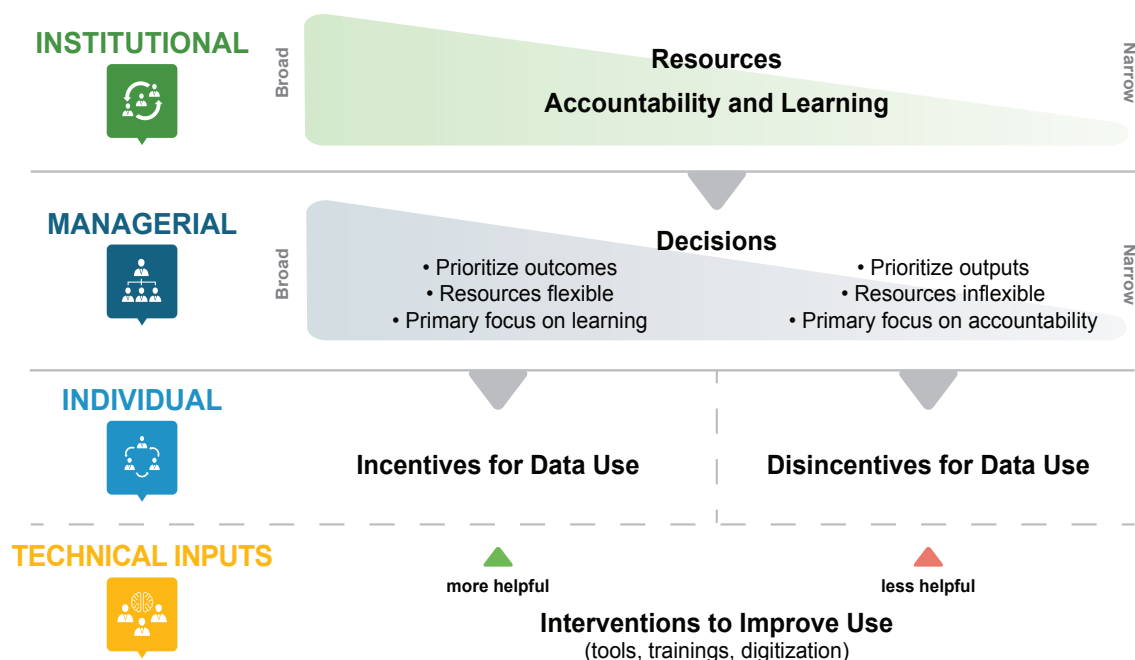 INSTITUTIONAL
Broad
Resources
Accountability and Learning
Narrow
MANAGERIAL
Broad
Decisions
• Prioritize outcomes
• Resources flexible
• Primary focus on learning
• Prioritize outputs
• Resources inflexible
• Primary focus on accountability
Narrow
INDIVIDUAL
Incentives for Data Use
Disincentives for Data Use
TECHNICAL INPUTS
more helpful
less helpful
Interventions to Improve Use
(tools, trainings, digitization)